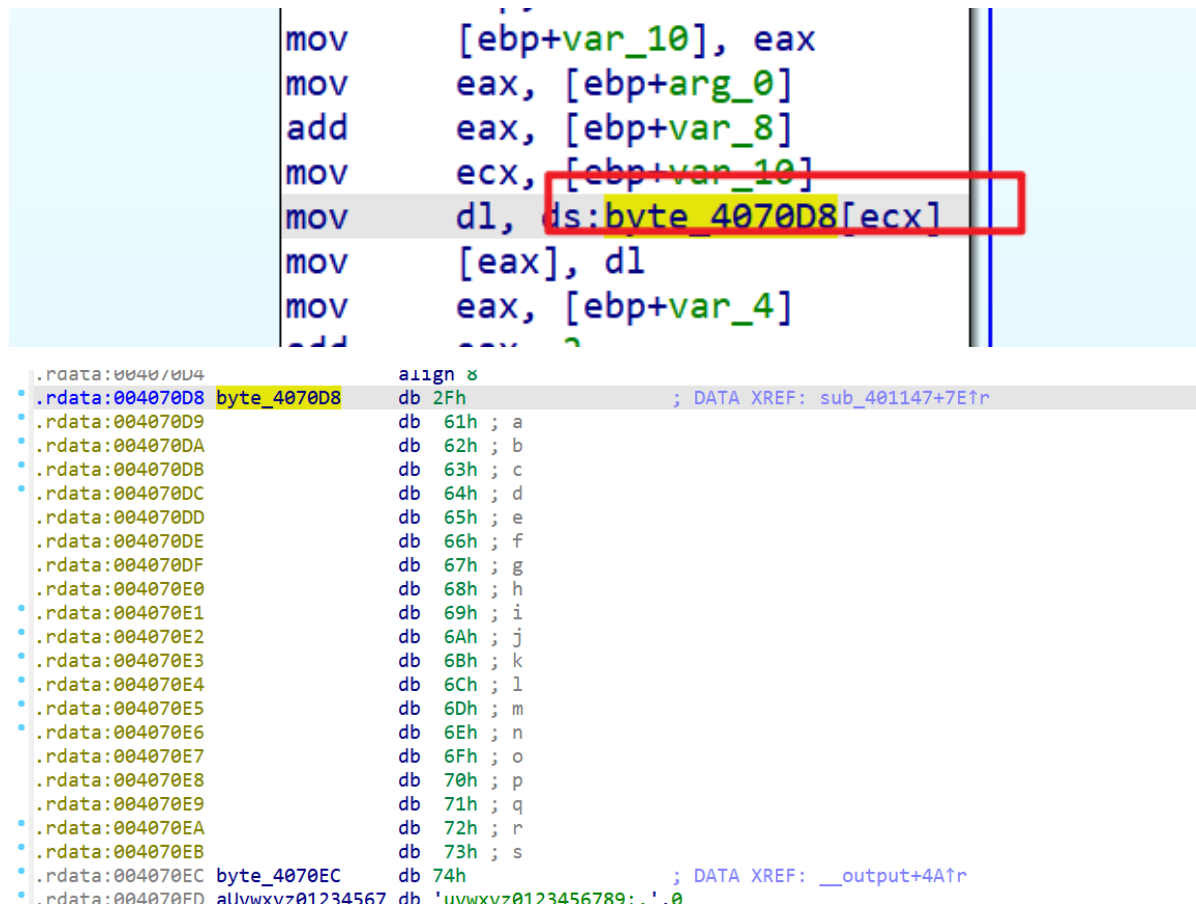 mov [ebp+var_10], eax
mov eax, [ebp+arg_0]
add eax, [ebp+var_8]
mov ecx, [ebp+var_10]
mov dl, ds:byte_4070D8[ecx]
mov [eax], dl
mov eax, [ebp+var_4]
.rdata:004070D4 align 8
.rdata:004070D8 byte_4070D8 db 2Fh ; DATA XREF: sub_401147+7E↑r
.rdata:004070D9 db 61h ; a
.rdata:004070DA db 62h ; b
.rdata:004070DB db 63h ; c
.rdata:004070DC db 64h ; d
.rdata:004070DD db 65h ; e
.rdata:004070DE db 66h ; f
.rdata:004070DF db 67h ; g
.rdata:004070E0 db 68h ; h
.rdata:004070E1 db 69h ; i
.rdata:004070E2 db 6Ah ; j
.rdata:004070E3 db 6Bh ; k
.rdata:004070E4 db 6Ch ; l
.rdata:004070E5 db 6Dh ; m
.rdata:004070E6 db 6Eh ; n
.rdata:004070E7 db 6Fh ; o
.rdata:004070E8 db 70h ; p
.rdata:004070E9 db 71h ; q
.rdata:004070EA db 72h ; r
.rdata:004070EB db 73h ; s
.rdata:004070EC byte_4070EC db 74h ; DATA XREF: __output+4A↑r
.rdata:004070ED aUvwxyz01234567 db 'uvwxyz0123456789:.',0